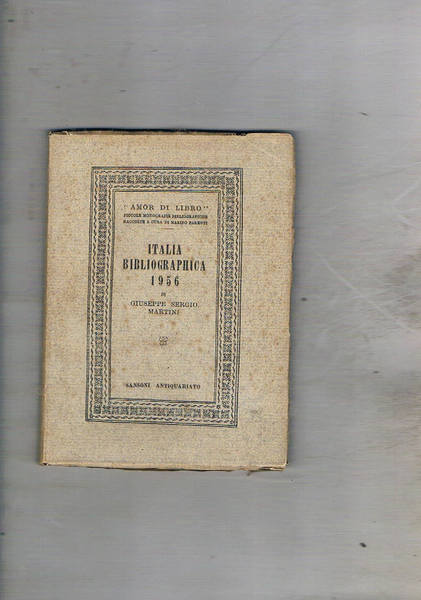 "AMOR DI LIBRO"
PICCOLE MONOGRAFIE BIBLIOGRAFICHE
RACCOLTE A CURA DI MARINO PARENTI
ITALIA
BIBLIOGRAPHICA
1956
DI
GIUSEPPE SERGIO
MARTINI
SANSONI ANTIQUARIATO